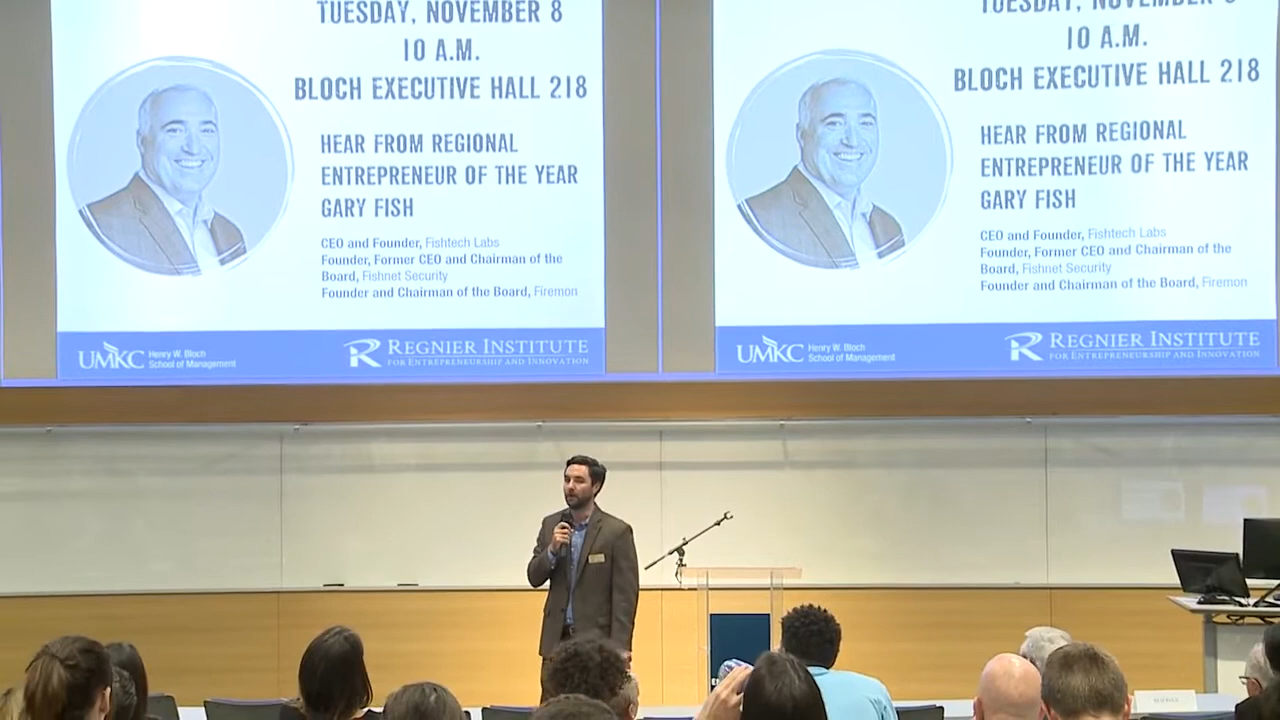 TUESDAY, NOVEMBER 8
10 A.M.
BLOCH EXECUTIVE HALL 218
HEAR FROM REGIONAL
ENTREPRENEUR OF THE YEAR
GARY FISH
CEO and Founder, Fishtech Labs
Founder, Former CEO and Chairman of the
Board, Fishnet Security
Founder and Chairman of the Board, Firemon
UMKC Henry W. Bloch
School of Management
REGNIER INSTITUTE
FOR ENTREPRENEURSHIP AND INNOVATION
TUESDAY, NOVEMBER 8
10 A.M.
BLOCH EXECUTIVE HALL 218
HEAR FROM REGIONAL
ENTREPRENEUR OF THE YEAR
GARY FISH
CEO and Founder, Fishtech Labs
Founder, Former CEO and Chairman of the
Board, Fishnet Security
Founder and Chairman of the Board, Firemon
UMKC Henry W. Bloch
School of Management
REGNIER INSTITUTE
FOR ENTREPRENEURSHIP AND INNOVATION